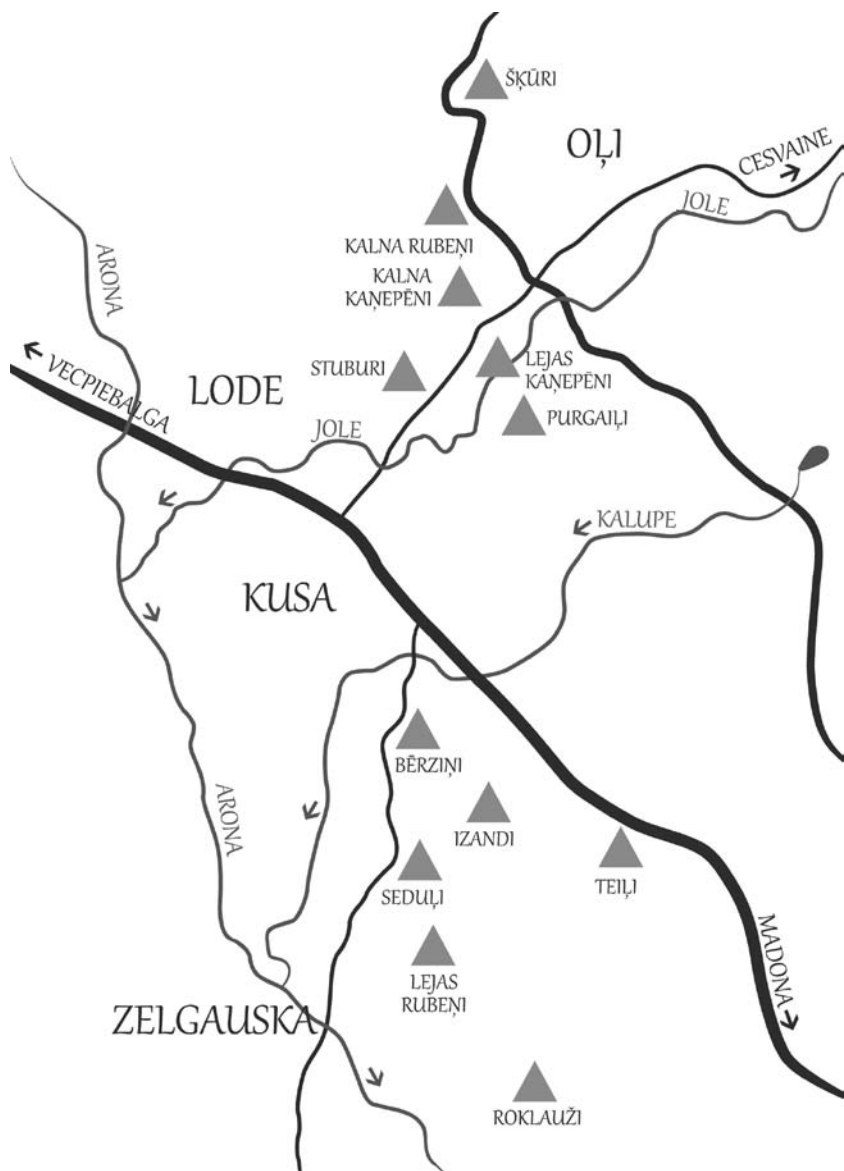 ŠĶŪRI
OĻI
CESVAINE
JOLE
ARONA
KALNA RUBEŅI
KALNA
KAŅEPĒNI
LEJAS
KAŅEPĒNI
STUBURI
VECPIEBALGA
LODE
PURGAIĻI
JOLE
KALUPE
KUSA
BĒRZIŅI
ARONA
IZANDI
TEIĻI
SEDUĻI
LEJAS
RUBEŅI
MADONA
ZELGAUSKA
ROKLAUŽI